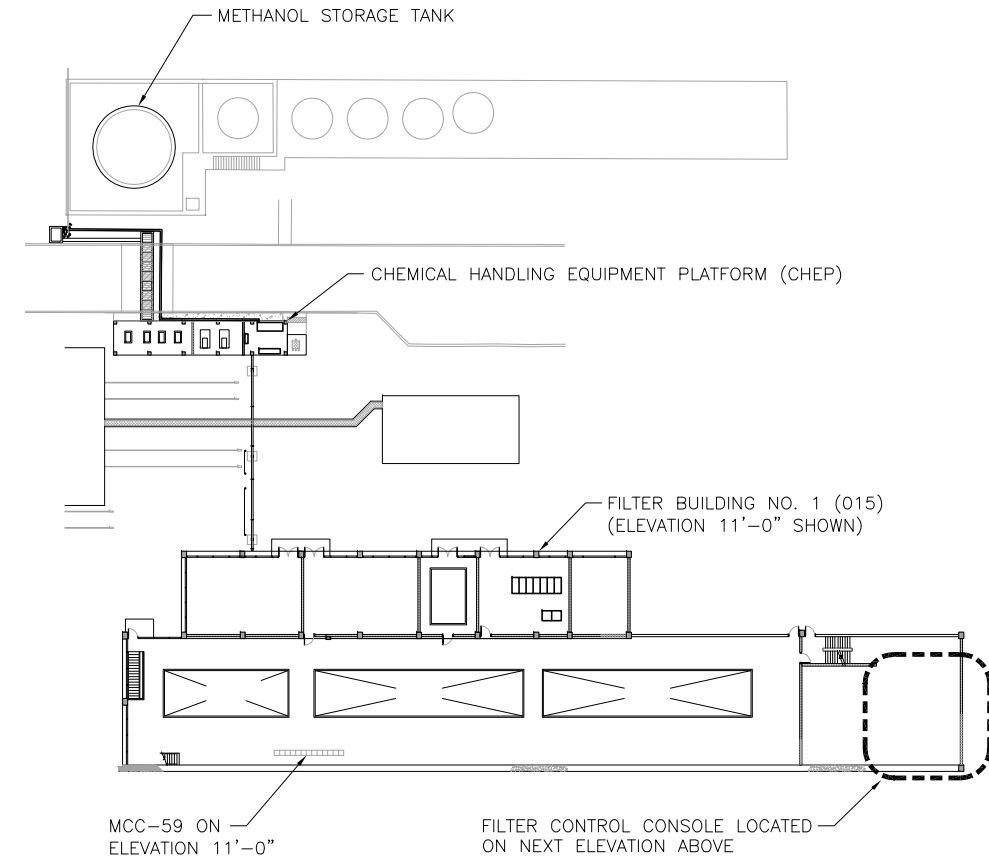 METHANOL STORAGE TANK
CHEMICAL HANDLING EQUIPMENT PLATFORM (CHEP)
FILTER BUILDING NO. 1 (015)
(ELEVATION 11'-0" SHOWN)
MCC-59 ON
ELEVATION 11'-0"
FILTER CONTROL CONSOLE LOCATED
ON NEXT ELEVATION ABOVE